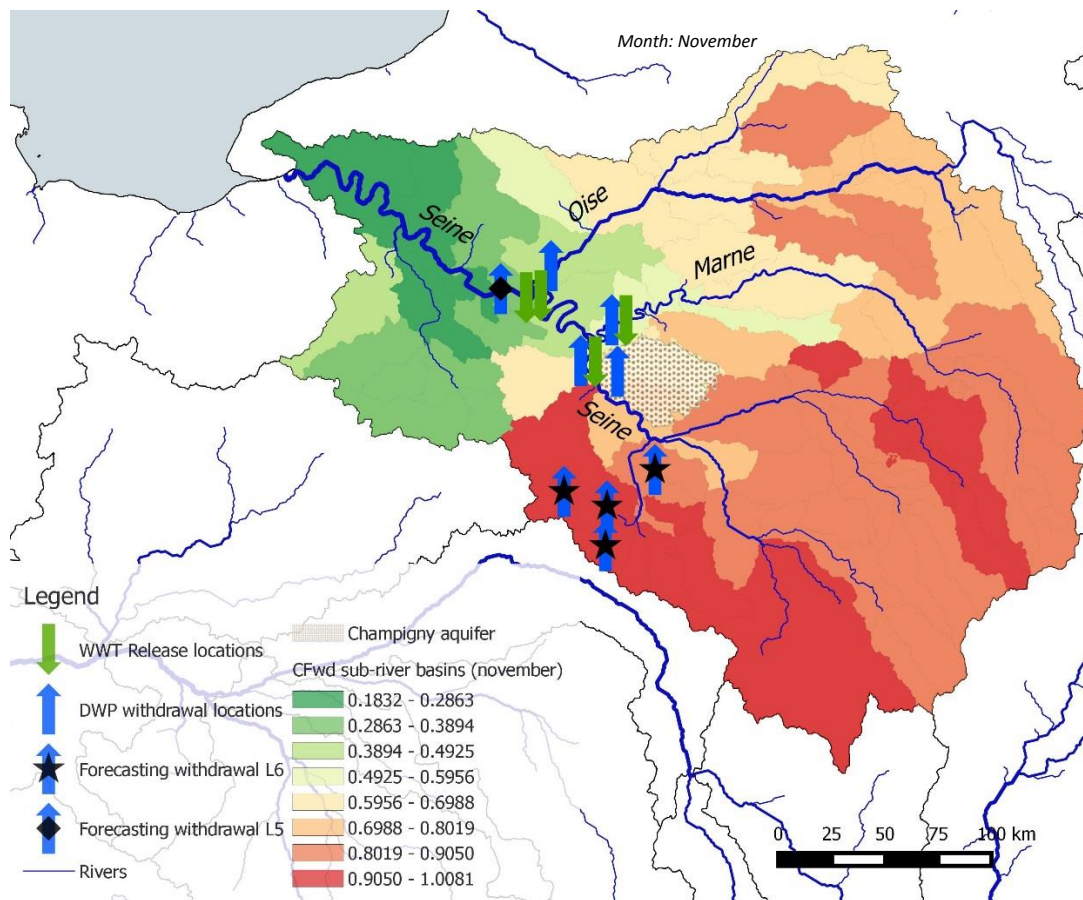 Month: November
Oise
Seine
Marne
Seine
Legend
WWT Release locations
DWP withdrawal locations
Forecasting withdrawal L6
Forecasting withdrawal L5
Rivers
Champigny aquifer
CFwd sub-river basins (november)
0.1832 - 0.2863
0.2863 - 0.3894
0.3894 - 0.4925
0.4925 - 0.5956
0.5956 - 0.6988
0.6988 - 0.8019
0.8019 - 0.9050
0.9050 - 1.0081
0 25 50 75 100 km